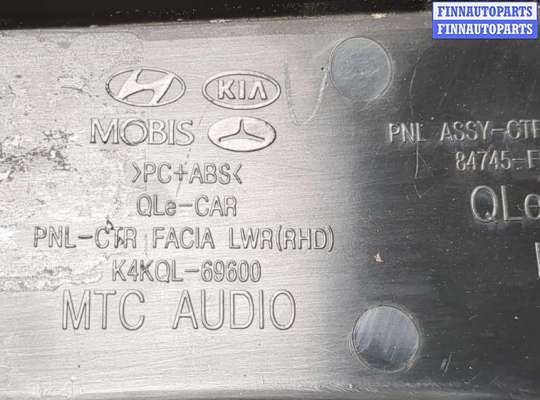 FINNAUTOPARTS
FINNAUTOPARTS
KIA
MOBIS
>PC+ABS<
QLe-CAR
PNL-CTR FACIA LWR(RHD)
K4KQL-69600
MTC AUDIO
PNL ASSY-CTR
84745-F
QLe